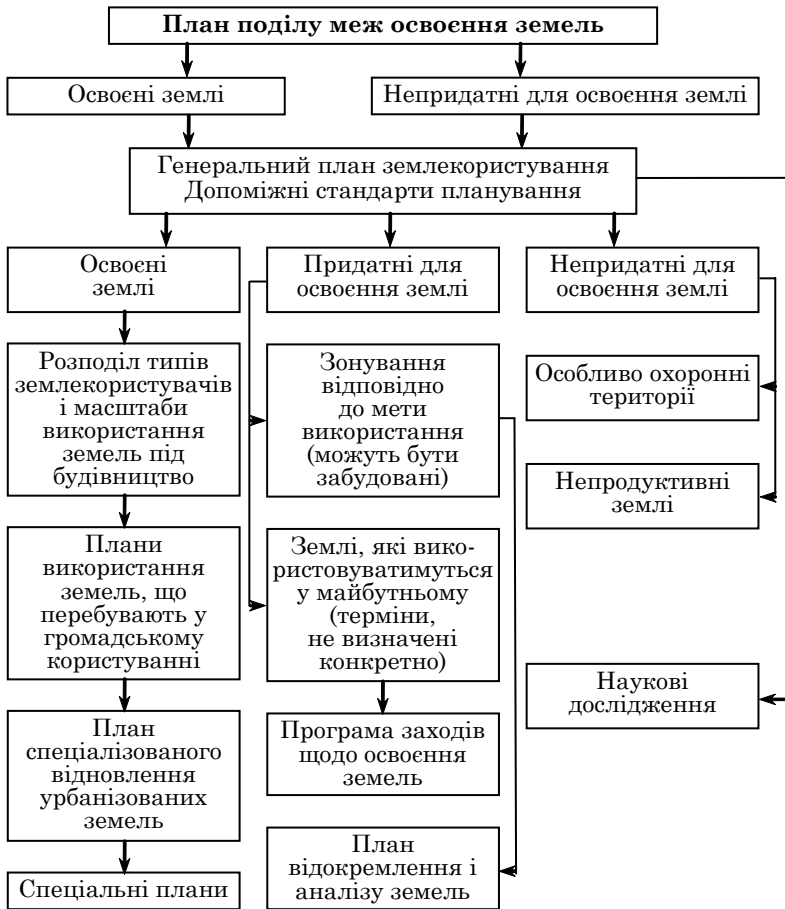 План поділу меж освоєння земель
Освоєні землі
Непридатні для освоєння землі
Генеральний план землекористування
Допоміжні стандарти планування
Освоєні
землі
Придатні для
освоєння землі
Непридатні для
освоєння землі
Розподіл типів
землекористувачів
і масштаби
використання
земель під
будівництво
Зонування
відповідно
до мети
використання
(можуть бути
забудовані)
Особливо охоронні
території
Непродуктивні
землі
Плани
використання
земель, що
перебувають у
громадському
користуванні
Землі, які вико-
ристовуватимуться
у майбутньому
(терміни,
не визначені
конкретно)
Наукові
дослідження
План
спеціалізованого
відновлення
урбанізованих
земель
Програма заходів
щодо освоєння
земель
План
відокремлення і
аналізу земель
Спеціальні плани